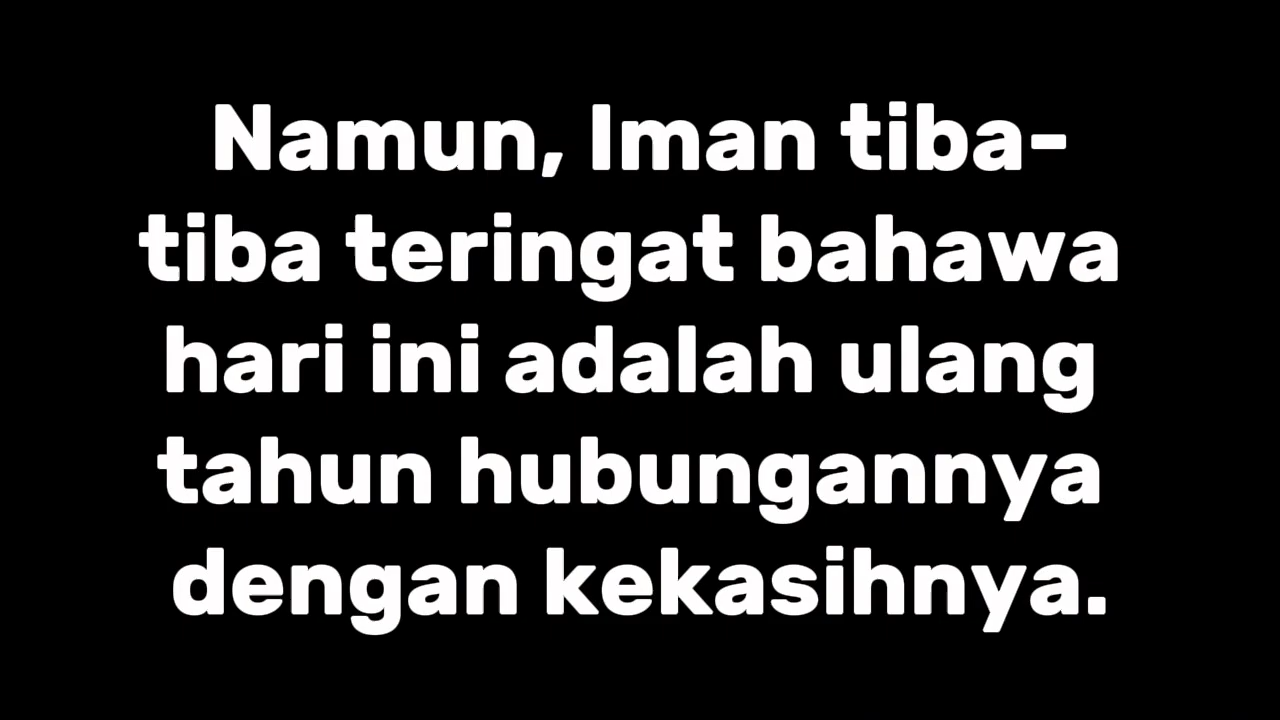 Namun, Iman tiba-
tiba teringat bahawa
hari ini adalah ulang
tahun hubungannya
dengan kekasihnya.